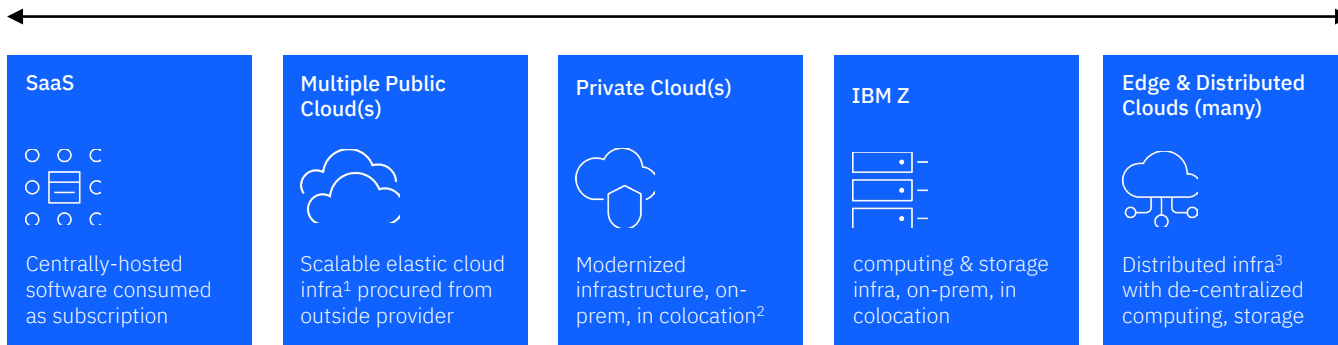 SaaS
Centrally-hosted
software consumed
as subscription
Multiple Public
Cloud(s)
Scalable elastic cloud
infra¹ procured from
outside provider
Private Cloud(s)
Modernized
infrastructure, on-
prem, in colocation²
IBM Z
computing & storage
infra, on-prem, in
colocation
Edge & Distributed
Clouds (many)
Distributed infra³
with de-centralized
computing, storage